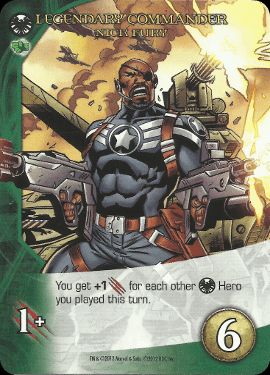 LEGENDARY COMMANDER
NICK FURY
You get +1 for each other Hero
you played this turn.
1+
6